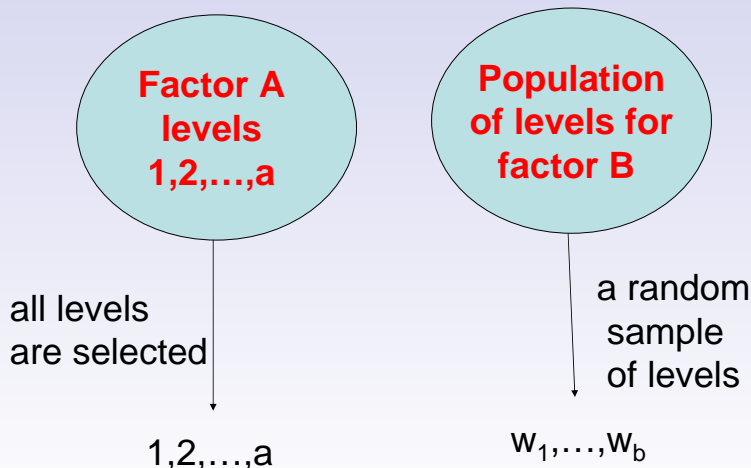 Factor A
levels
1,2,…,a
Population
of levels for
factor B
all levels
are selected
a random
sample
of levels
1,2,…,a
w₁,…,w_b